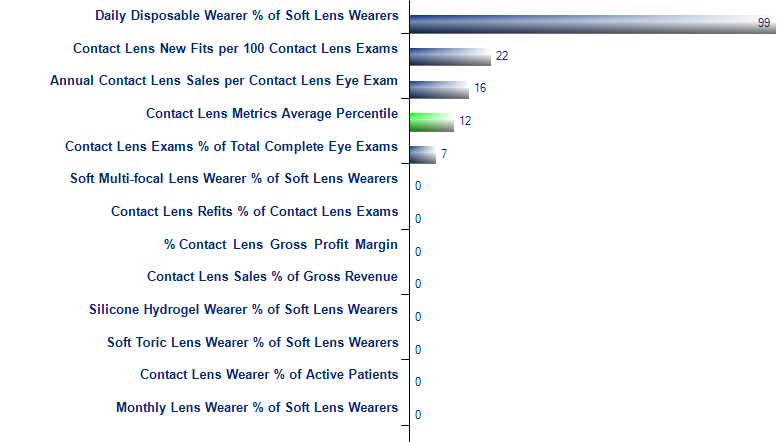 Daily Disposable Wearer % of Soft Lens Wearers 99
Contact Lens New Fits per 100 Contact Lens Exams 22
Annual Contact Lens Sales per Contact Lens Eye Exam 16
Contact Lens Metrics Average Percentile 12
Contact Lens Exams % of Total Complete Eye Exams 7
Soft Multi-focal Lens Wearer % of Soft Lens Wearers 0
Contact Lens Refits % of Contact Lens Exams 0
% Contact Lens Gross Profit Margin 0
Contact Lens Sales % of Gross Revenue 0
Silicone Hydrogel Wearer % of Soft Lens Wearers 0
Soft Toric Lens Wearer % of Soft Lens Wearers 0
Contact Lens Wearer % of Active Patients 0
Monthly Lens Wearer % of Soft Lens Wearers 0